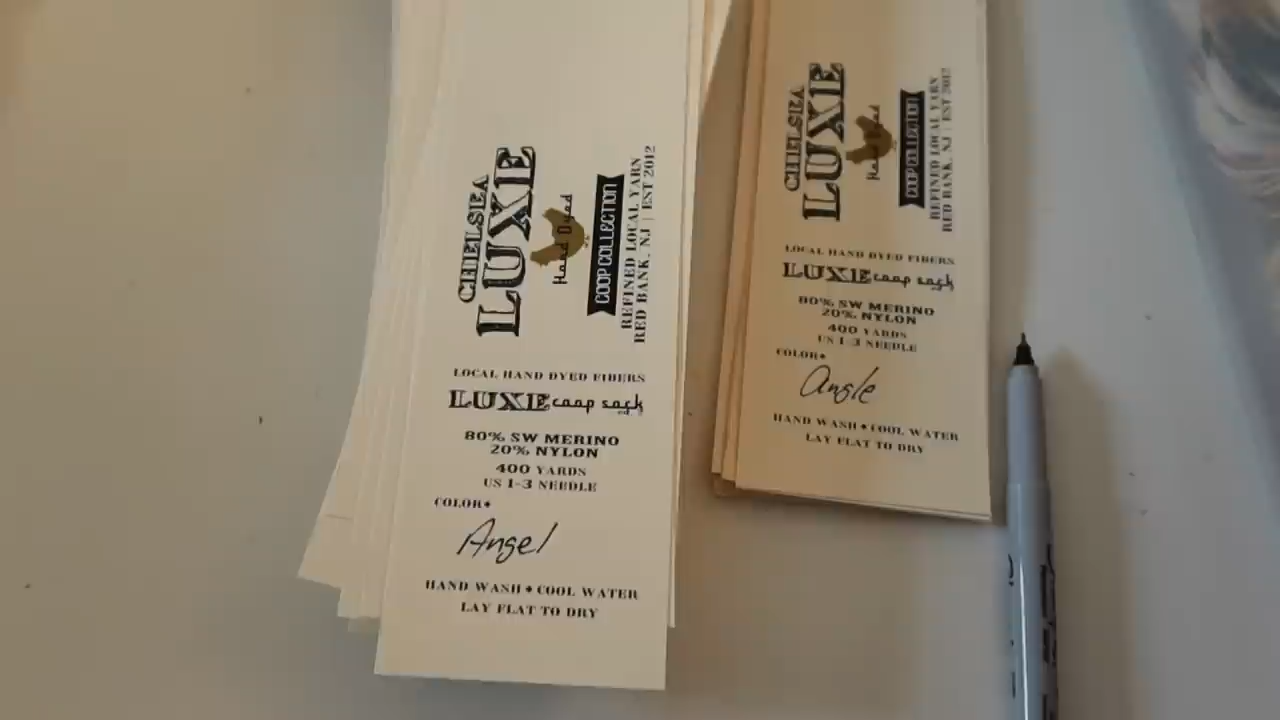 CHELSEA
LUXE
Hand Dyed
COOP COLLECTION
REFINED LOCAL YARN
RED BANK, NJ | EST 2012
LOCAL HAND DYED FIBERS
LUXE coop sock
80% SW MERINO
20% NYLON
400 YARDS
US 1-3 NEEDLE
COLOR♦
Angel
HAND WASH ♦ COOL WATER
LAY FLAT TO DRY
CHELSEA
LUXE
Hand Dyed
COOP COLLECTION
REFINED LOCAL YARN
RED BANK, NJ | EST 2012
LOCAL HAND DYED FIBERS
LUXE coop sock
80% SW MERINO
20% NYLON
400 YARDS
US 1-3 NEEDLE
COLOR♦
Angle
HAND WASH ♦ COOL WATER
LAY FLAT TO DRY